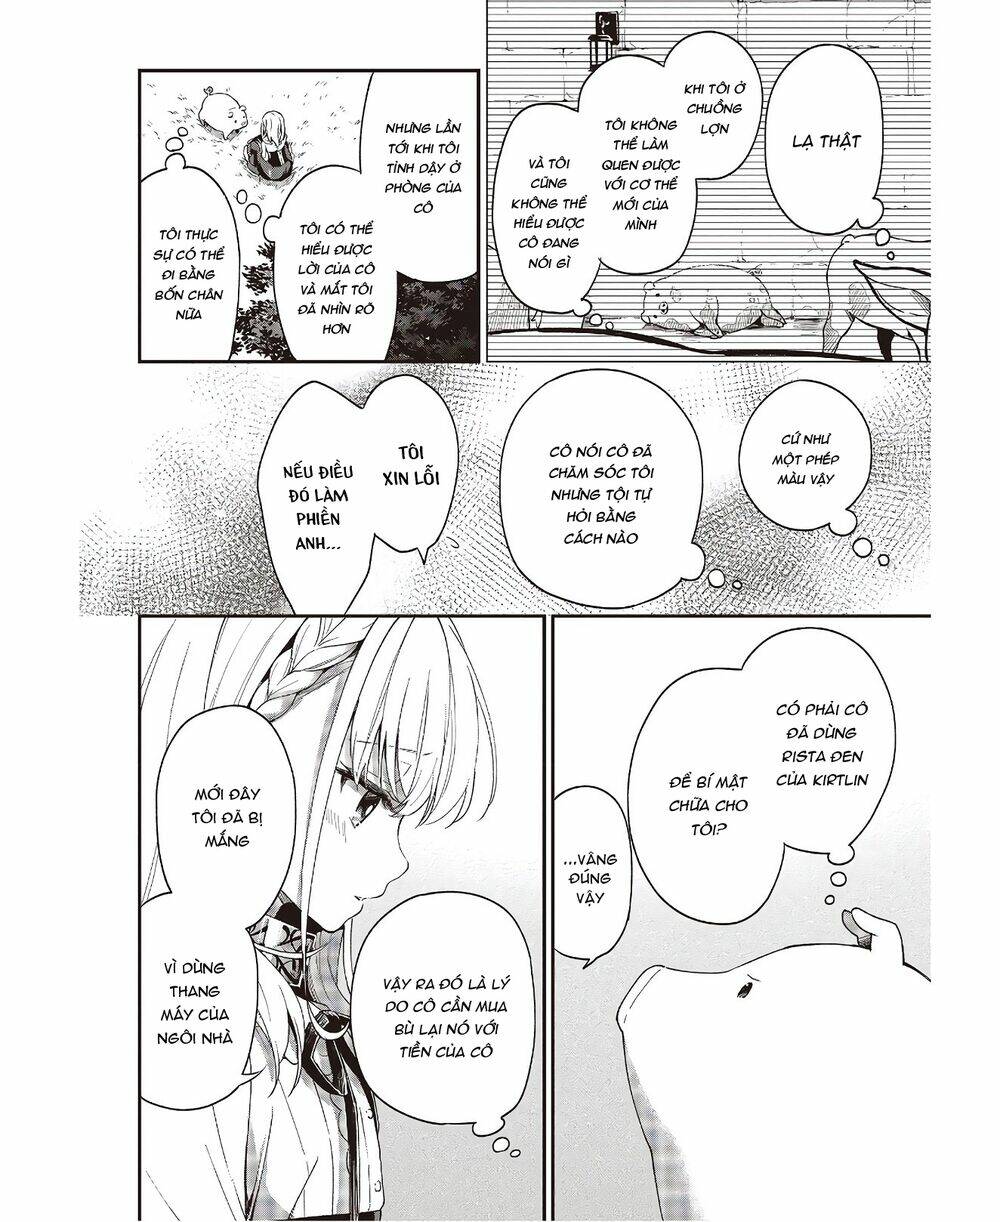 LẠ THẬT
KHI TÔI Ở
CHUỒNG
LỢN
TÔI KHÔNG
THỂ LÀM
QUEN ĐƯỢC
VỚI CƠ THỂ
MỚI CỦA
MÌNH
VÀ TÔI
CŨNG
KHÔNG THỂ
HIỂU ĐƯỢC
CÔ ĐANG
NÓI GÌ
NHƯNG LẦN
TỚI KHI TÔI
TỈNH DẬY Ở
PHÒNG CỦA
CÔ
TÔI CÓ THỂ
HIỂU ĐƯỢC
LỜI CỦA CÔ
VÀ MẮT TÔI
ĐÃ NHÌN RÕ
HƠN
TÔI THỰC
SỰ CÓ THỂ
ĐI BẰNG
BỐN CHÂN
NỮA
CỨ NHƯ
MỘT PHÉP
MÀU VẬY
CÔ NÓI CÔ ĐÃ
CHĂM SÓC TÔI
NHƯNG TỘI TỰ
HỎI BẰNG
CÁCH NÀO
TÔI
XIN LỖI
NẾU ĐIỀU
ĐÓ LÀM
PHIỀN
ANH...
CÓ PHẢI CÔ
ĐÃ DÙNG
RISTA ĐEN
CỦA KIRTLIN
ĐỂ BÍ MẬT
CHỮA CHO
TÔI?
...VÂNG
ĐÚNG
VẬY
VẬY RA ĐÓ LÀ LÝ
DO CÔ CẦN MUA
BÙ LẠI NÓ VỚI
TIỀN CỦA CÔ
MỚI ĐÂY
TÔI ĐÃ BỊ
MẮNG
VÌ DÙNG
THANG
MÁY CỦA
NGÔI NHÀ